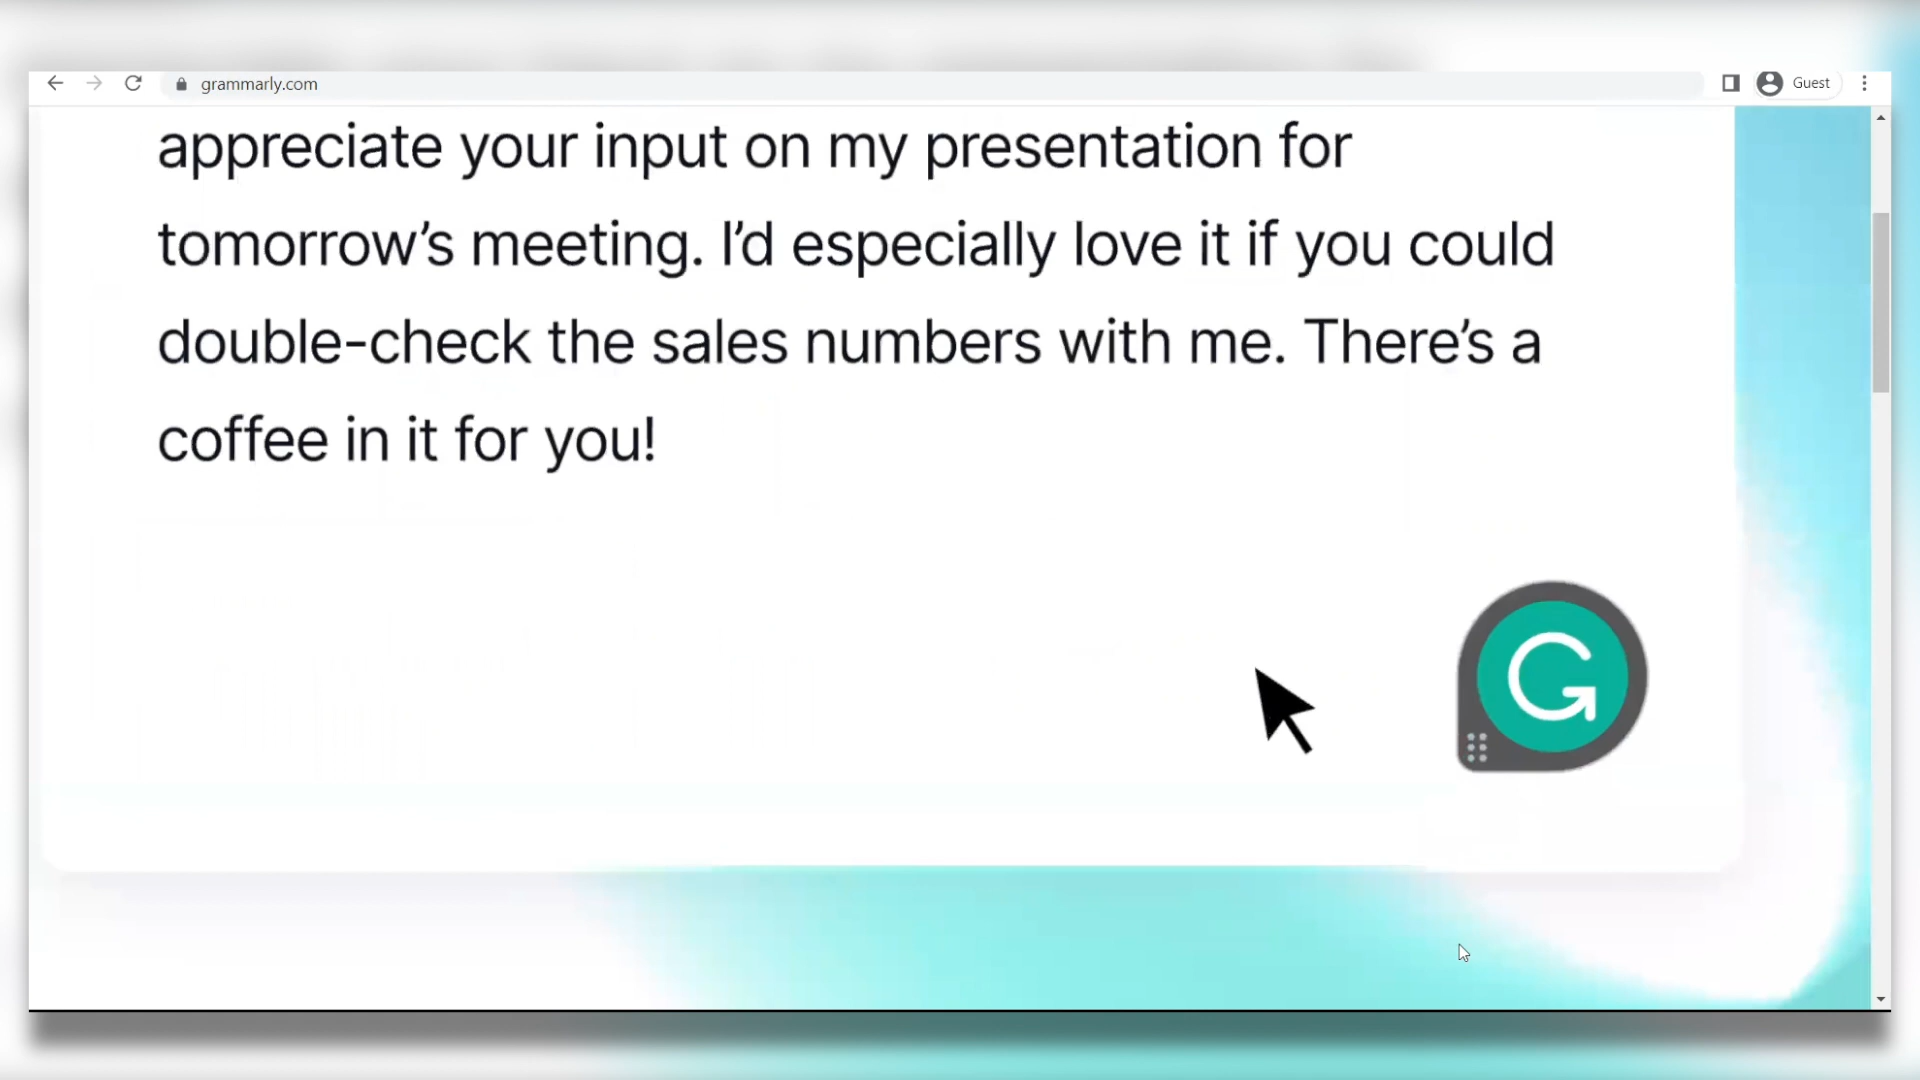 grammarly.com
Guest
appreciate your input on my presentation for
tomorrow’s meeting. I’d especially love it if you could
double-check the sales numbers with me. There’s a
coffee in it for you!
G